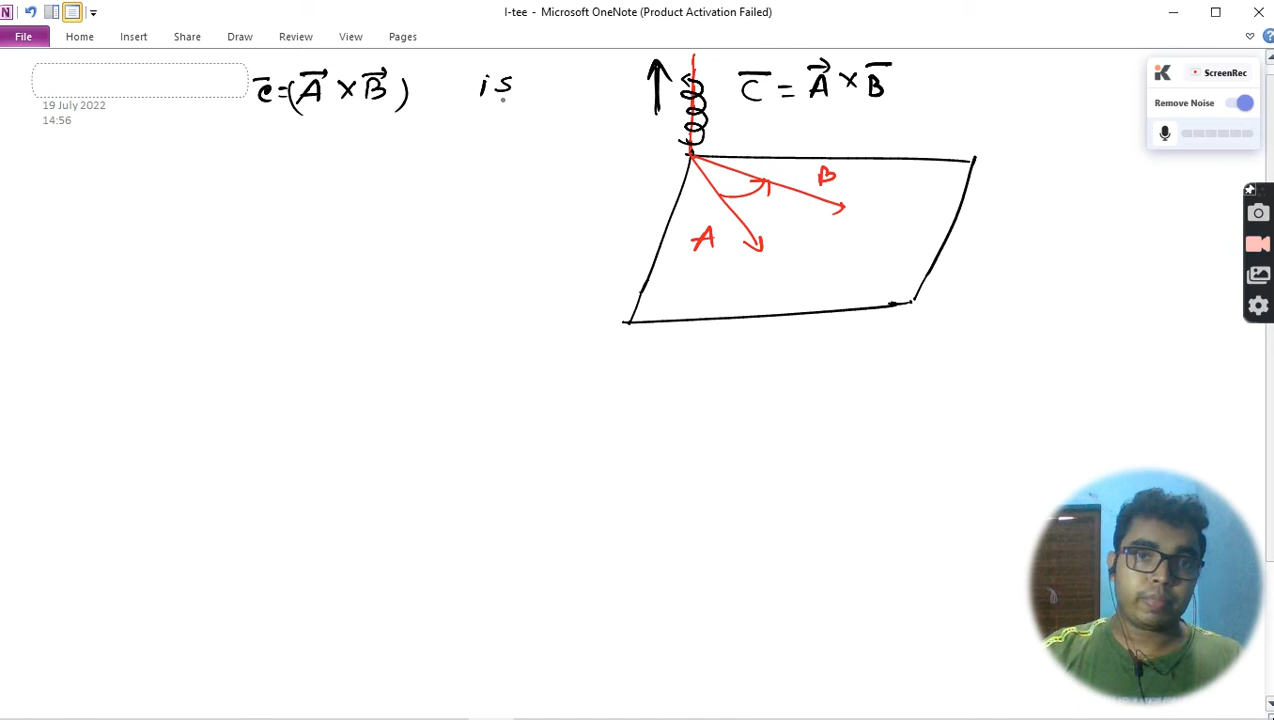 I-tee - Microsoft OneNote (Product Activation Failed)
File Home Insert Share Draw Review View Pages
C̅=(A⃗ × B⃗) is
C̅ = A⃗ × B̅
19 July 2022
14:56
ScreenRec
Remove Noise
B
A